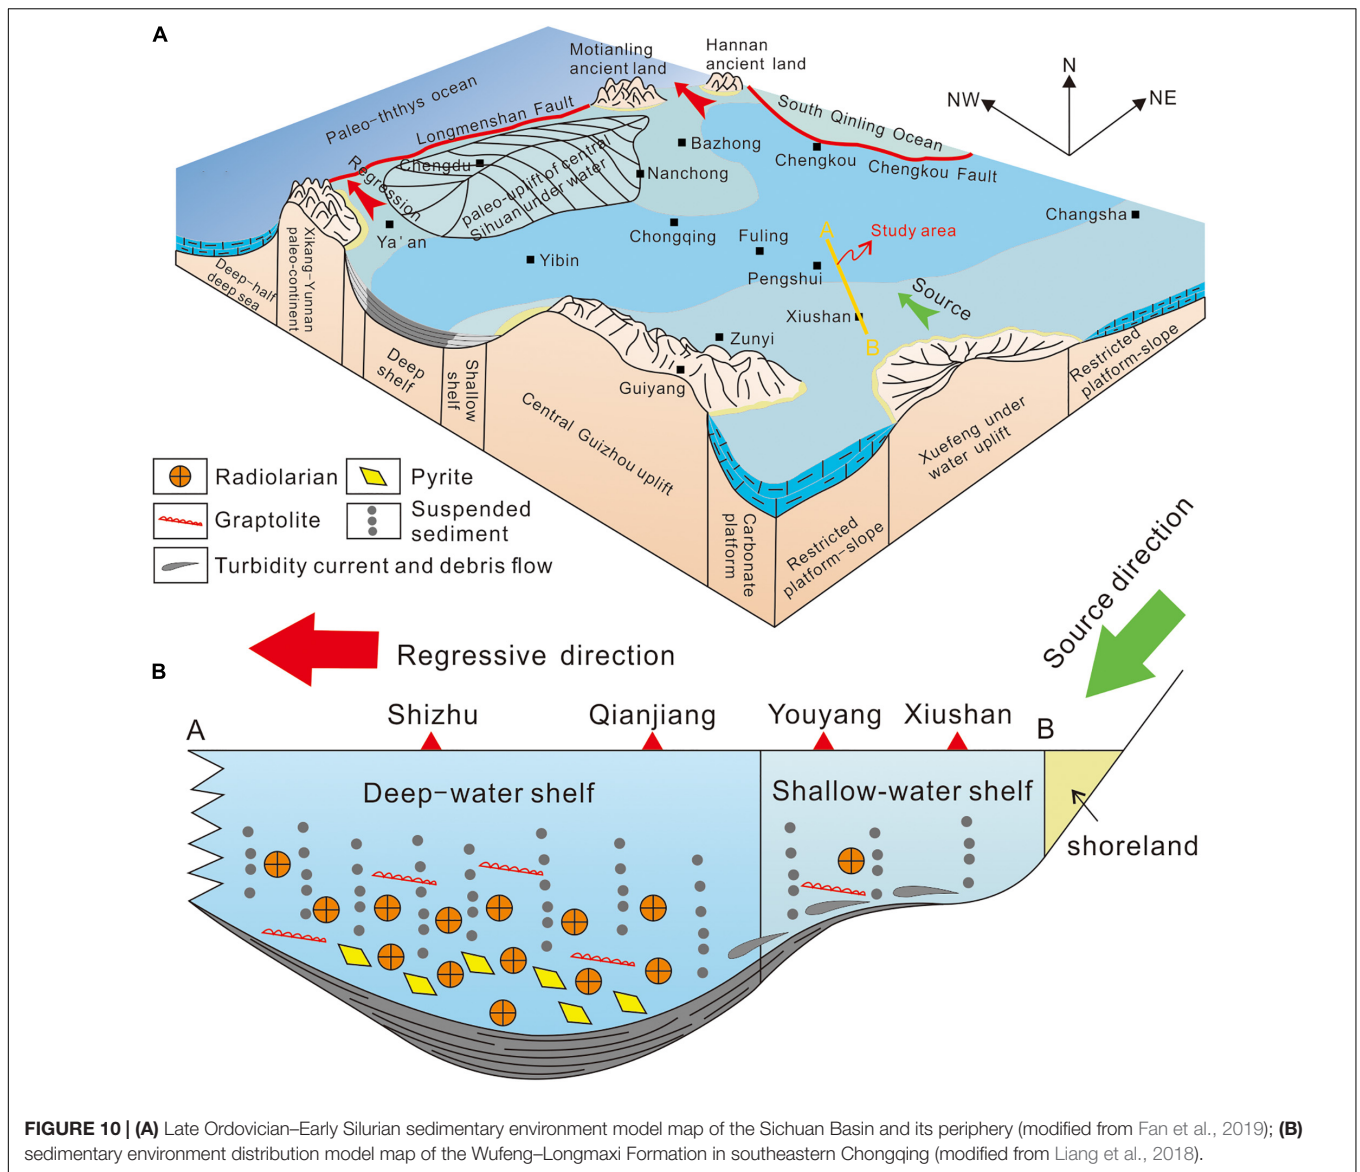 A
Motianling
ancient land
Hannan
ancient land
N
NW
NE
Paleo-ththys ocean
Longmenshan Fault
South Qinling Ocean
Bazhong
Chengkou
Chengkou Fault
Regression
Chengdu
paleo-uplift of central
Sihuan under water
Nanchong
Changsha
Ya'an
Chongqing
Fuling
A
Study area
Yibin
Pengshui
Xikang-Yunnan
paleo-continent
Deep-half
deep sea
Source
Xiushan
B
Zunyi
Guiyang
Deep
shelf
Shallow
shelf
Central Guizhou uplift
Carbonate
platform
Restricted
platform-slope
Xuefeng under
water uplift
Restricted
platform-slope
Radiolarian
Pyrite
Graptolite
Suspended
sediment
Turbidity current and debris flow
Source direction
Regressive direction
B
A
Shizhu
Qianjiang
Youyang
Xiushan
B
Deep-water shelf
Shallow-water shelf
shoreland
FIGURE 10 | (A) Late Ordovician–Early Silurian sedimentary environment model map of the Sichuan Basin and its periphery (modified from Fan et al., 2019); (B)
sedimentary environment distribution model map of the Wufeng–Longmaxi Formation in southeastern Chongqing (modified from Liang et al., 2018).